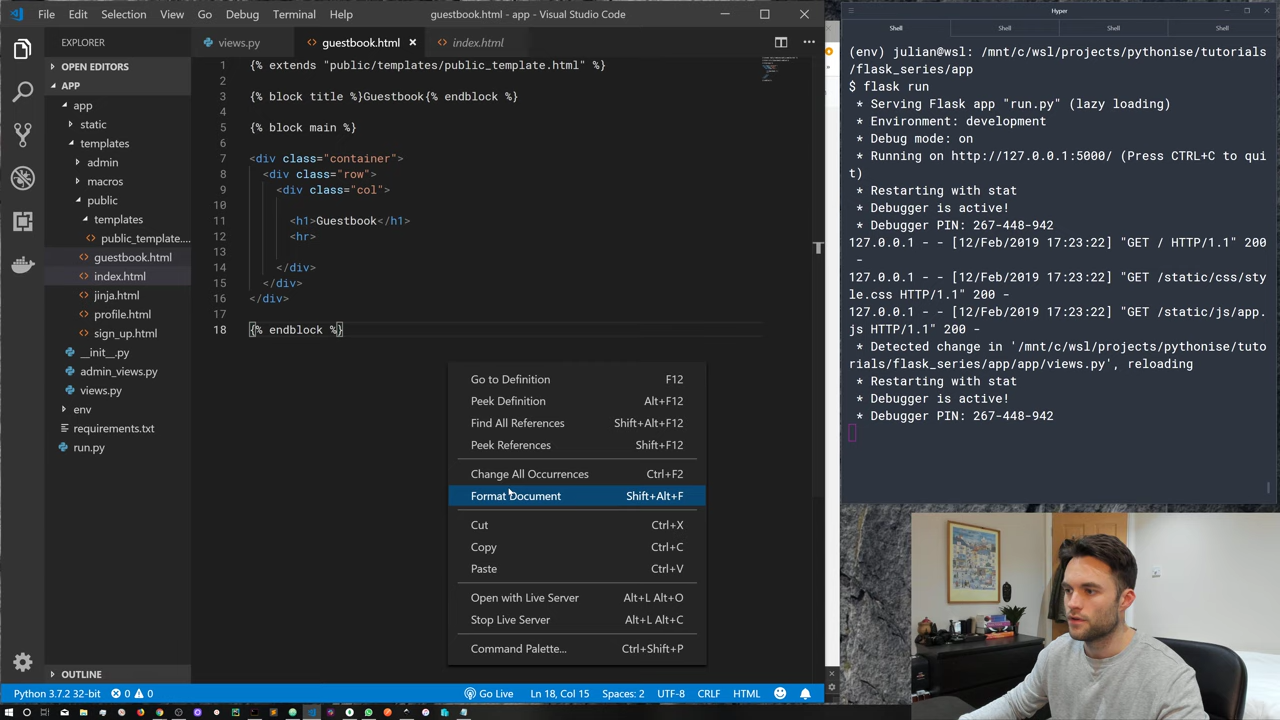 File Edit Selection View Go Debug Terminal Help
guestbook.html - app - Visual Studio Code
EXPLORER
OPEN EDITORS
APP
app
static
templates
admin
macros
public
templates
public_template....
guestbook.html
index.html
jinja.html
profile.html
sign_up.html
__init__.py
admin_views.py
views.py
env
requirements.txt
run.py
OUTLINE
views.py
guestbook.html
index.html
1 {% extends "public/templates/public_template.html" %}
2
3 {% block title %}Guestbook{% endblock %}
4
5 {% block main %}
6
7 <div class="container">
8 <div class="row">
9 <div class="col">
10
11 <h1>Guestbook</h1>
12 <hr>
13
14 </div>
15 </div>
16 </div>
17
18 {% endblock %}
Go to Definition F12
Peek Definition Alt+F12
Find All References Shift+Alt+F12
Peek References Shift+F12
Change All Occurrences Ctrl+F2
Format Document Shift+Alt+F
Cut Ctrl+X
Copy Ctrl+C
Paste Ctrl+V
Open with Live Server Alt+L Alt+O
Stop Live Server Alt+L Alt+C
Command Palette... Ctrl+Shift+P
Python 3.7.2 32-bit 0 0 Go Live Ln 18, Col 15 Spaces: 2 UTF-8 CRLF HTML
Hyper
Shell Shell Shell Shell
(env) julian@wsl: /mnt/c/wsl/projects/pythonise/tutorials
/flask_series/app
$ flask run
* Serving Flask app "run.py" (lazy loading)
* Environment: development
* Debug mode: on
* Running on http://127.0.0.1:5000/ (Press CTRL+C to qui
t)
* Restarting with stat
* Debugger is active!
* Debugger PIN: 267-448-942
127.0.0.1 - - [12/Feb/2019 17:23:22] "GET / HTTP/1.1" 200
-
127.0.0.1 - - [12/Feb/2019 17:23:22] "GET /static/css/sty
le.css HTTP/1.1" 200 -
127.0.0.1 - - [12/Feb/2019 17:23:22] "GET /static/js/app.
js HTTP/1.1" 200 -
* Detected change in '/mnt/c/wsl/projects/pythonise/tuto
rials/flask_series/app/app/views.py', reloading
* Restarting with stat
* Debugger is active!
* Debugger PIN: 267-448-942